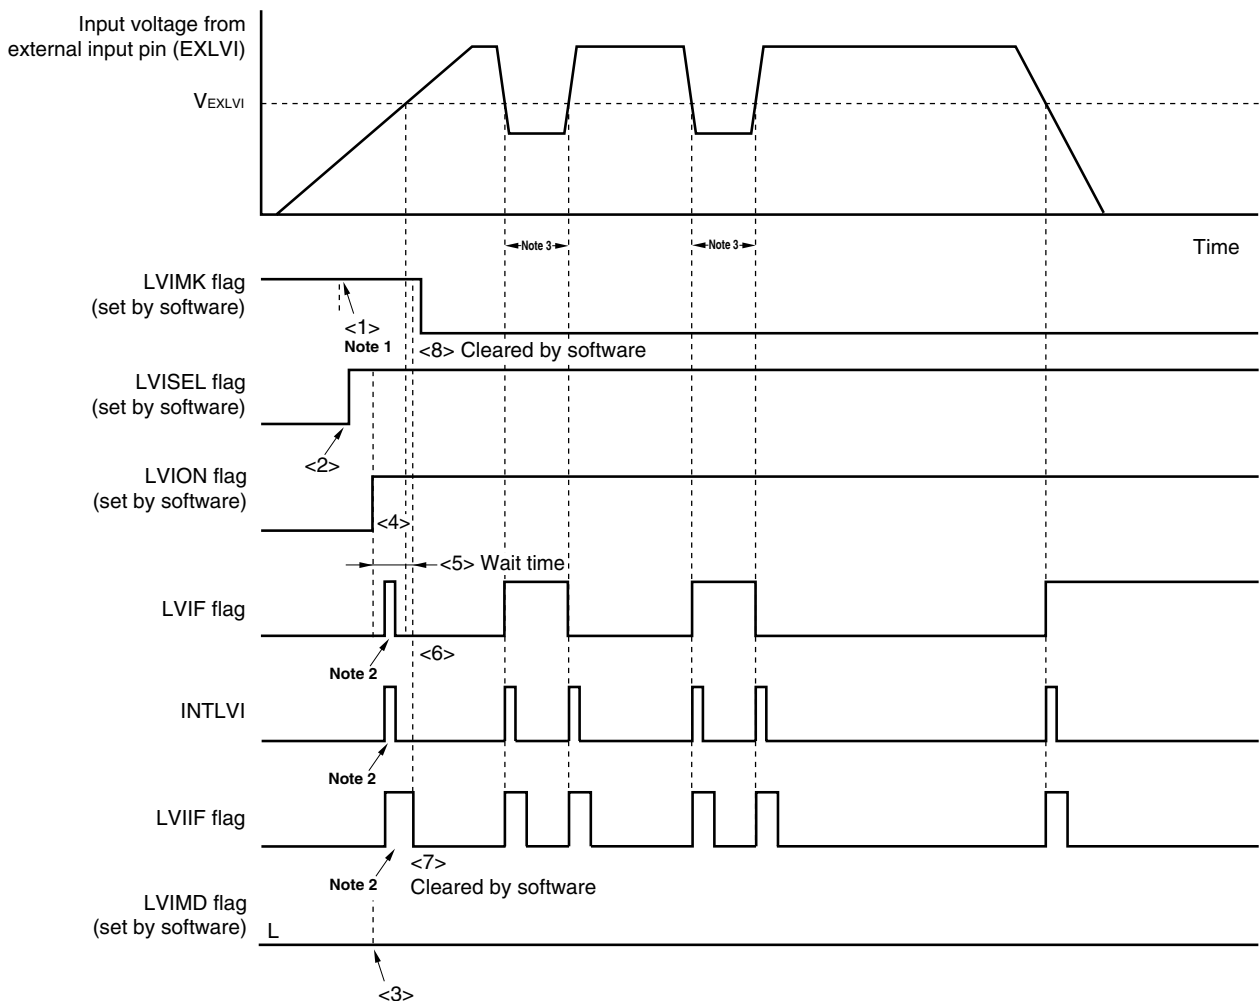 Input voltage from
external input pin (EXLVI)
VEXLVI
Note 3
Note 3
Time
LVIMK flag
(set by software)
<1>
Note 1
<8> Cleared by software
LVISEL flag
(set by software)
<2>
LVION flag
(set by software)
<4>
<5> Wait time
LVIF flag
Note 2
<6>
INTLVI
Note 2
LVIIF flag
Note 2
<7>
Cleared by software
LVIMD flag
(set by software)
L
<3>